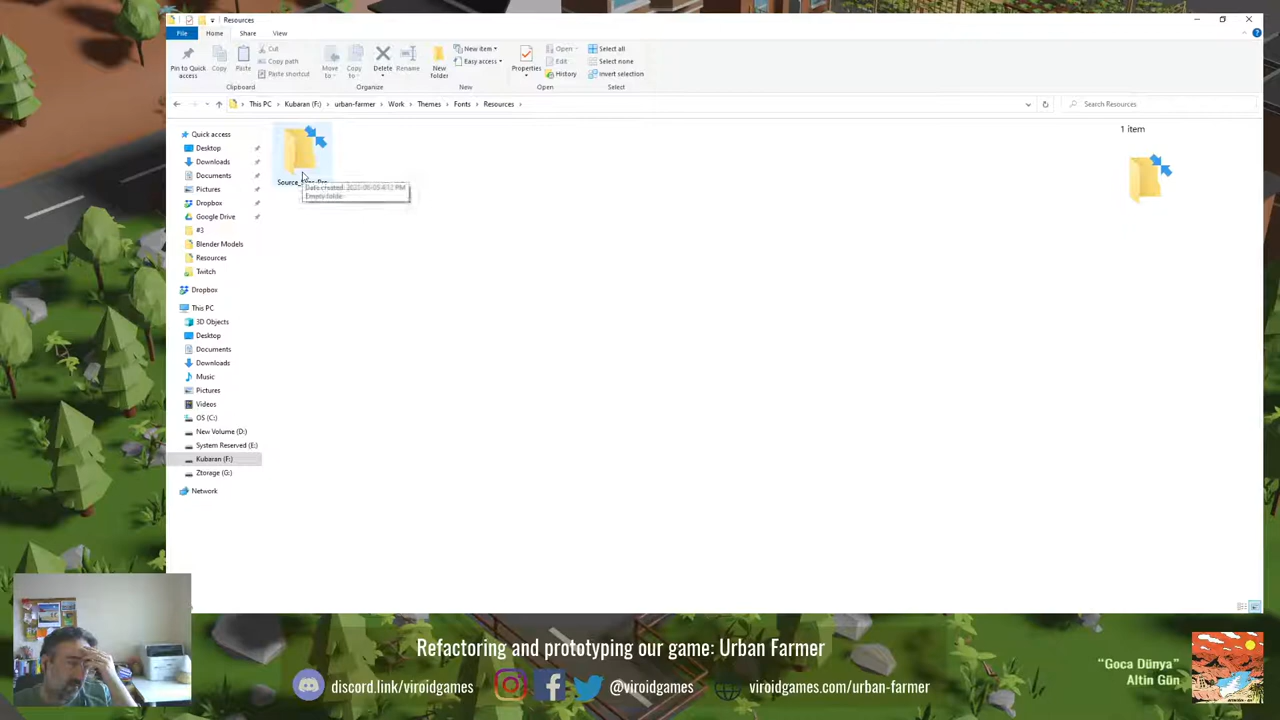 Resources
File Home Share View
Pin to Quick access
Copy
Paste
Cut
Copy path
Paste shortcut
Clipboard
Move to
Copy to
Delete
Rename
Organize
New folder
New item
Easy access
New
Properties
Open
Edit
History
Open
Select all
Select none
Invert selection
Select
This PC > Kubaran (F:) > urban-farmer > Work > Themes > Fonts > Resources >
Search Resources
Quick access
Desktop
Downloads
Documents
Pictures
Dropbox
Google Drive
#3
Blender Models
Resources
Twitch
Dropbox
This PC
3D Objects
Desktop
Documents
Downloads
Music
Pictures
Videos
OS (C:)
New Volume (D:)
System Reserved (E:)
Kubaran (F:)
Ztorage (G:)
Network
1 item
Refactoring and prototyping our game: Urban Farmer
discord.link/viroidgames
@viroidgames
viroidgames.com/urban-farmer
"Goca Dünya"
Altin Gün